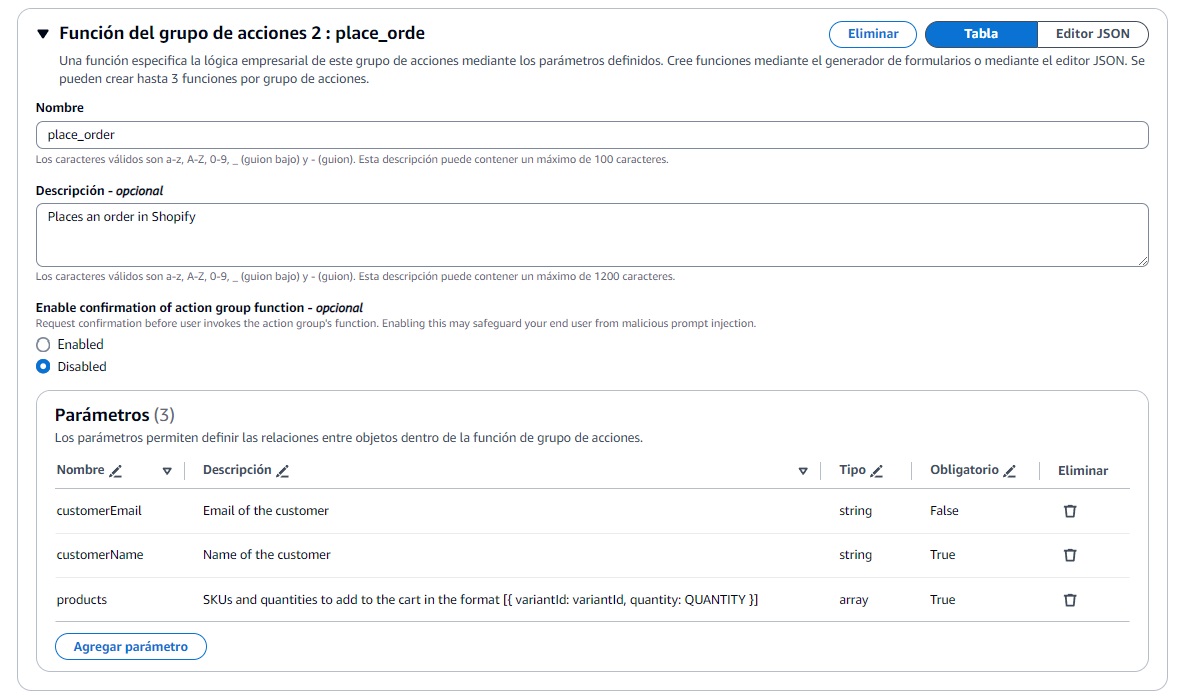 Función del grupo de acciones 2 : place_orde
Eliminar
Tabla
Editor JSON
Una función especifica la lógica empresarial de este grupo de acciones mediante los parámetros definidos. Cree funciones mediante el generador de formularios o mediante el editor JSON. Se
pueden crear hasta 3 funciones por grupo de acciones.
Nombre
place_order
Los caracteres válidos son a-z, A-Z, 0-9, _ (guion bajo) y - (guion). Esta descripción puede contener un máximo de 100 caracteres.
Descripción - opcional
Places an order in Shopify
Los caracteres válidos son a-z, A-Z, 0-9, _ (guion bajo) y - (guion). Esta descripción puede contener un máximo de 1200 caracteres.
Enable confirmation of action group function - opcional
Request confirmation before user invokes the action group's function. Enabling this may safeguard your end user from malicious prompt injection.
Enabled
Disabled
Parámetros (3)
Los parámetros permiten definir las relaciones entre objetos dentro de la función de grupo de acciones.
Nombre Descripción Tipo Obligatorio Eliminar
customerEmail Email of the customer string False
customerName Name of the customer string True
products SKUs and quantities to add to the cart in the format [{ variantId: variantId, quantity: QUANTITY }] array True
Agregar parámetro